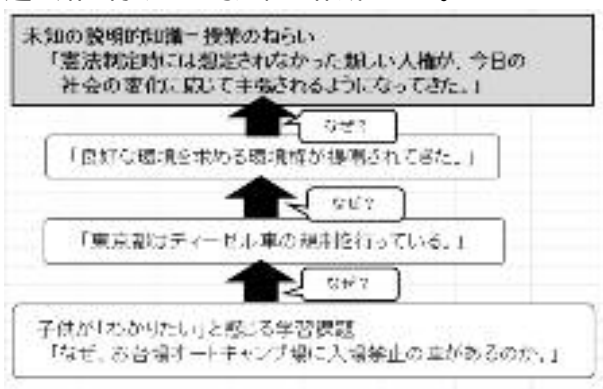 未知の説明的知識－授業のねらい
「憲法制定時には想定されなかった新しい人権が、今日の
社会の変化に応じて主張されるようになってきた。」
なぜ？
「良好な環境を求める環境権が提唱されてきた。」
なぜ？
「東京都はディーゼル車の規制を行っている。」
なぜ？
子供が「わかりたい」と感じる学習課題
「なぜ、お台場オートキャンプ場に入場禁止の車があるのか。」